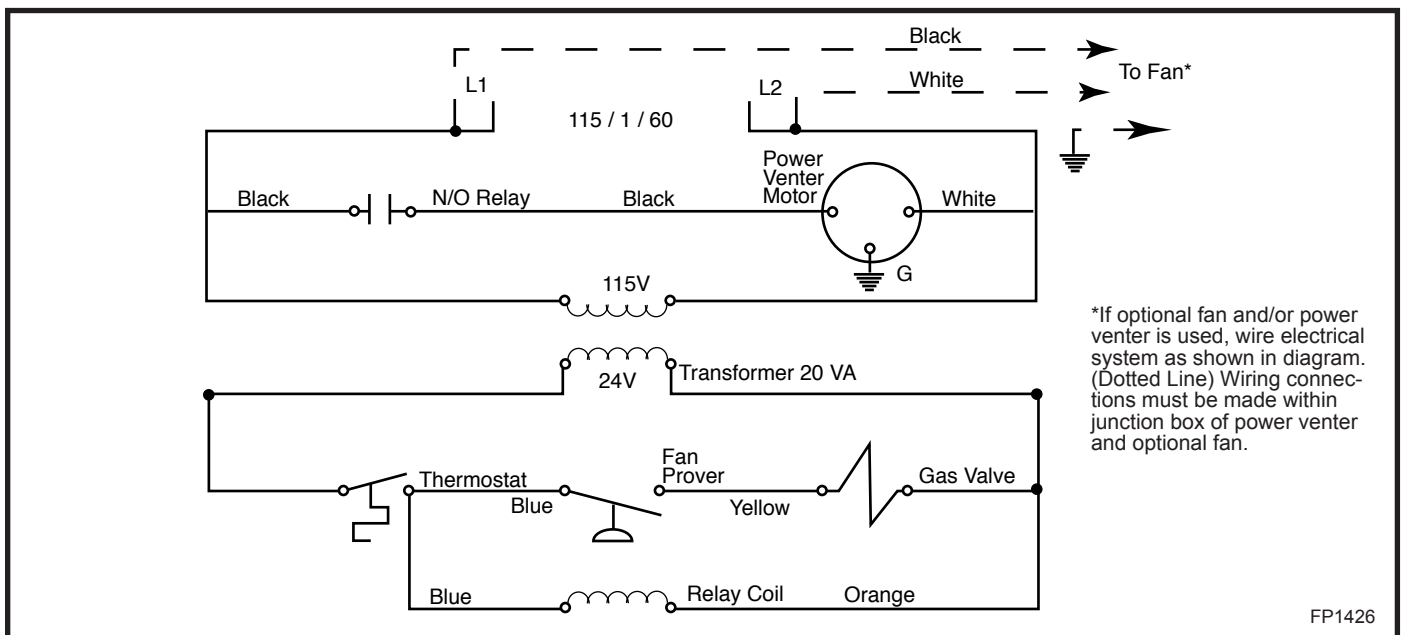 Black
L1
White
To Fan*
L2
115 / 1 / 60
Power
Venter
Motor
Black
N/O Relay
Black
White
G
115V
24V
Transformer 20 VA
*If optional fan and/or power
venter is used, wire electrical
system as shown in diagram.
(Dotted Line) Wiring connec-
tions must be made within
junction box of power venter
and optional fan.
Thermostat
Blue
Fan
Prover
Yellow
Gas Valve
Blue
Relay Coil
Orange
FP1426